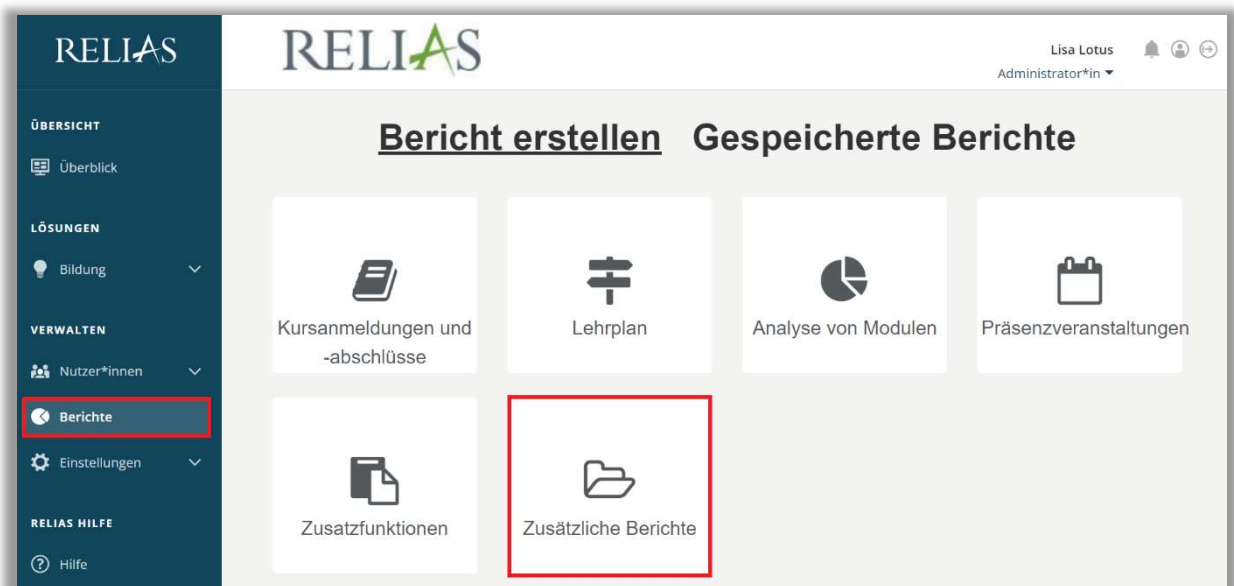 RELIAS
ÜBERSICHT
Überblick
LÖSUNGEN
Bildung
VERWALTEN
Nutzer*innen
Berichte
Einstellungen
RELIAS HILFE
Hilfe
RELIAS
Lisa Lotus
Administrator*in
Bericht erstellen Gespeicherte Berichte
Kursanmeldungen und
-abschlüsse
Lehrplan
Analyse von Modulen
Präsenzveranstaltungen
Zusatzfunktionen
Zusätzliche Berichte